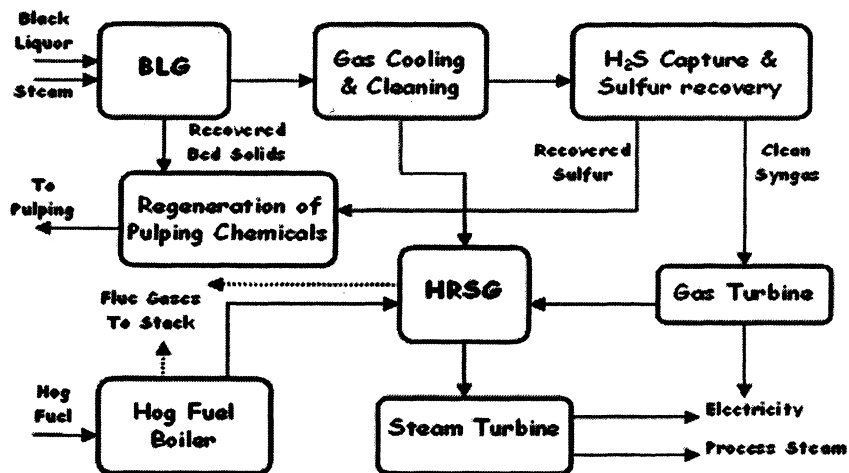 Black
Liquor
Steam
BLG
Gas Cooling
& Cleaning
H₂S Capture &
Sulfur recovery
Recovered
Bed Solids
Recovered
Sulfur
Clean
Syngas
To
Pulping
Regeneration of
Pulping Chemicals
HRSG
Gas Turbine
Flue Gases
To Stack
Hog
Fuel
Hog Fuel
Boiler
Steam Turbine
Electricity
Process Steam